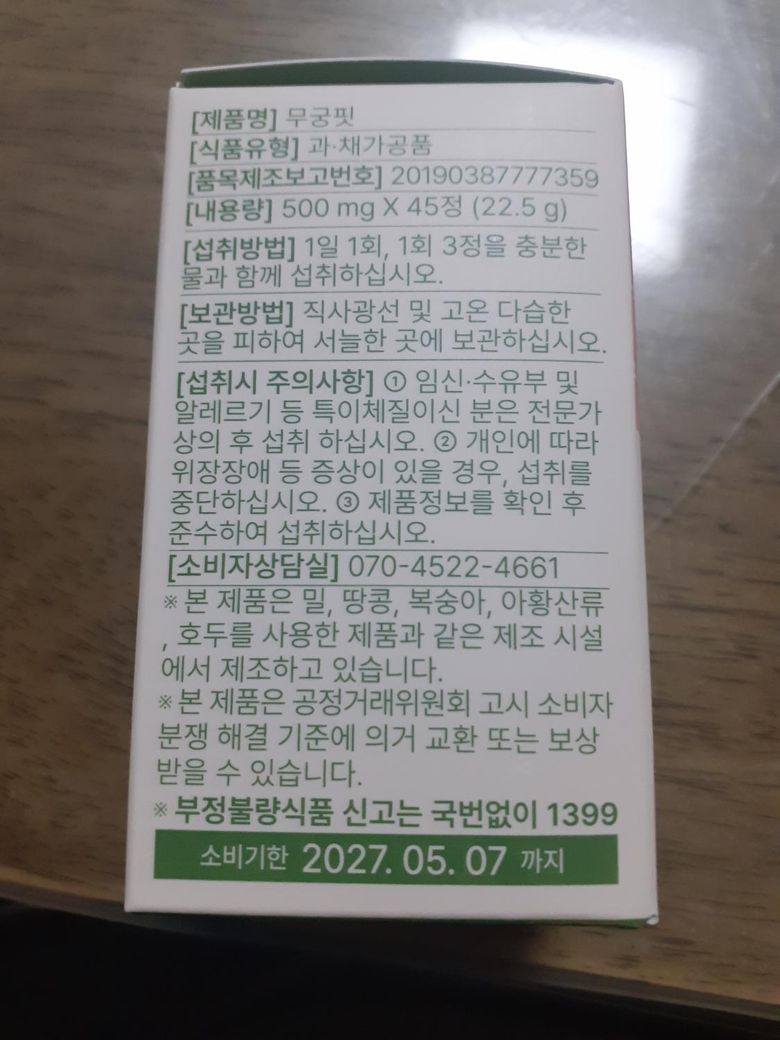 [제품명] 무궁핏
[식품유형] 과·채가공품
[품목제조보고번호] 20190387777359
[내용량] 500 mg X 45정 (22.5 g)
[섭취방법] 1일 1회, 1회 3정을 충분한
물과 함께 섭취하십시오.
[보관방법] 직사광선 및 고온 다습한
곳을 피하여 서늘한 곳에 보관하십시오.
[섭취시 주의사항] ① 임신·수유부 및
알레르기 등 특이체질이신 분은 전문가
상의 후 섭취 하십시오. ② 개인에 따라
위장장애 등 증상이 있을 경우, 섭취를
중단하십시오. ③ 제품정보를 확인 후
준수하여 섭취하십시오.
[소비자상담실] 070-4522-4661
※ 본 제품은 밀, 땅콩, 복숭아, 아황산류
, 호두를 사용한 제품과 같은 제조 시설
에서 제조하고 있습니다.
※ 본 제품은 공정거래위원회 고시 소비자
분쟁 해결 기준에 의거 교환 또는 보상
받을 수 있습니다.
※ 부정불량식품 신고는 국번없이 1399
소비기한 2027. 05. 07 까지